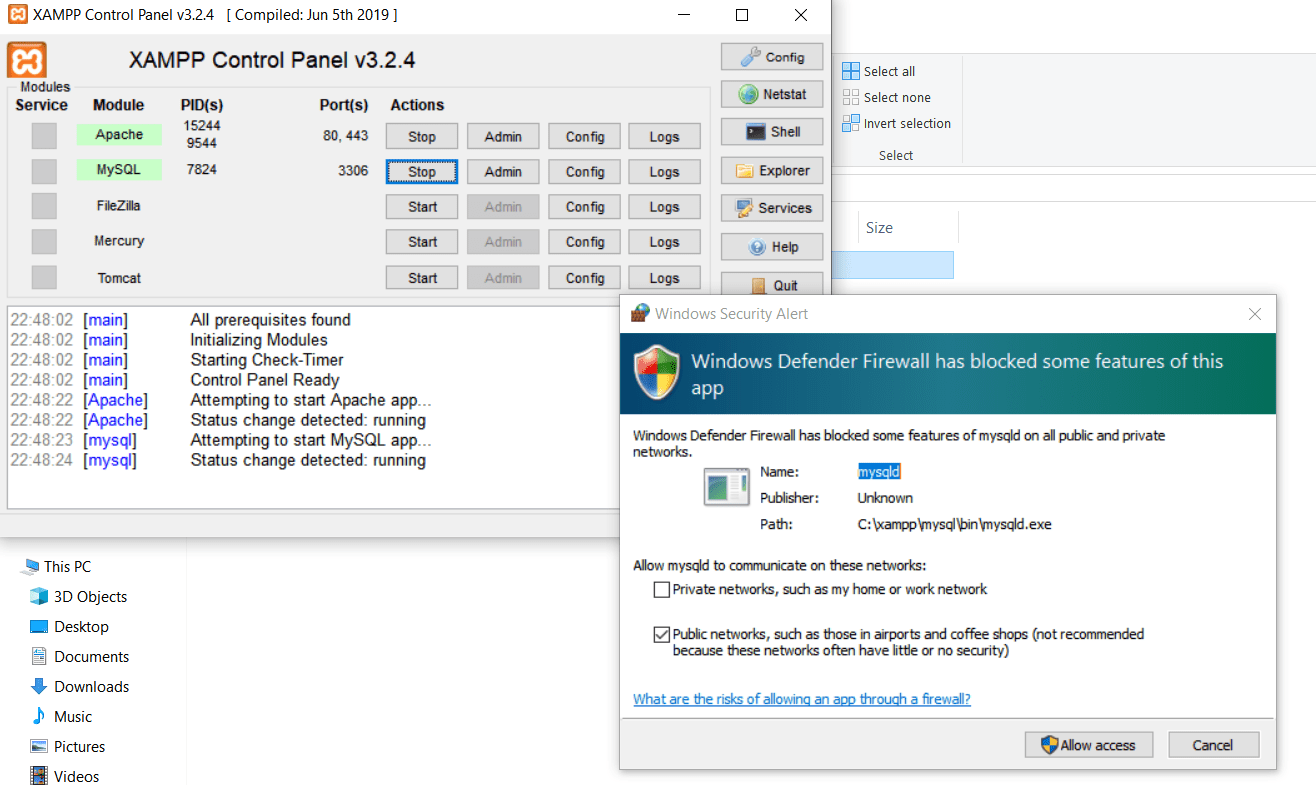 XAMPP Control Panel v3.2.4 [ Compiled: Jun 5th 2019 ]
XAMPP Control Panel v3.2.4
Config
Modules
Service Module PID(s) Port(s) Actions
Netstat
Apache 15244 9544 80, 443 Stop Admin Config Logs
Shell
MySQL 7824 3306 Stop Admin Config Logs
Explorer
FileZilla Start Admin Config Logs
Services
Mercury Start Admin Config Logs
Help
Tomcat Start Admin Config Logs
Quit
22:48:02 [main] All prerequisites found
22:48:02 [main] Initializing Modules
22:48:02 [main] Starting Check-Timer
22:48:02 [main] Control Panel Ready
22:48:22 [Apache] Attempting to start Apache app...
22:48:22 [Apache] Status change detected: running
22:48:23 [mysql] Attempting to start MySQL app...
22:48:24 [mysql] Status change detected: running
Select all
Select none
Invert selection
Select
Size
Windows Security Alert
Windows Defender Firewall has blocked some features of this
app
Windows Defender Firewall has blocked some features of mysqld on all public and private
networks.
Name: mysqld
Publisher: Unknown
Path: C:\xampp\mysql\bin\mysqld.exe
Allow mysqld to communicate on these networks:
Private networks, such as my home or work network
Public networks, such as those in airports and coffee shops (not recommended
because these networks often have little or no security)
What are the risks of allowing an app through a firewall?
Allow access Cancel
This PC
3D Objects
Desktop
Documents
Downloads
Music
Pictures
Videos